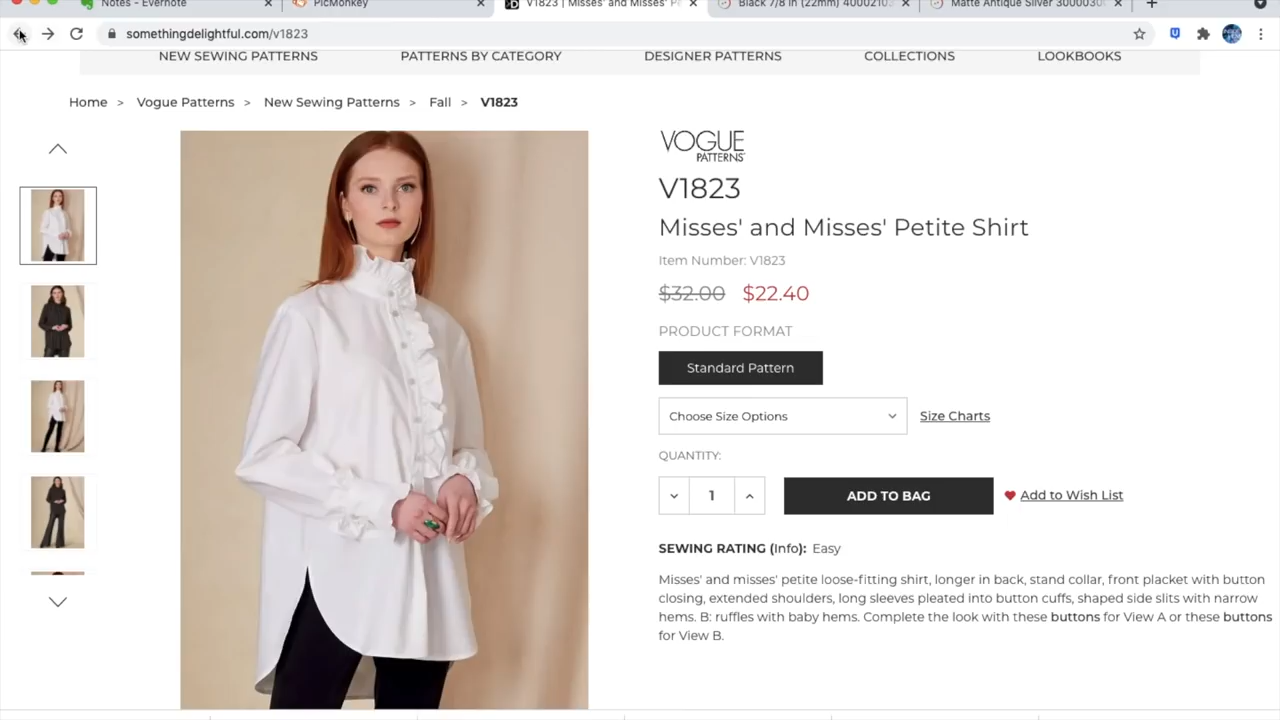 Notes - Evernote
PicMonkey
V1823 | Misses' and Misses' P
Black 7/8 in (22mm) 4000210
Matte Antique Silver 3000030
somethingdelightful.com/v1823
NEW SEWING PATTERNS
PATTERNS BY CATEGORY
DESIGNER PATTERNS
COLLECTIONS
LOOKBOOKS
Home > Vogue Patterns > New Sewing Patterns > Fall > V1823
VOGUE
PATTERNS
V1823
Misses' and Misses' Petite Shirt
Item Number: V1823
$32.00 $22.40
PRODUCT FORMAT
Standard Pattern
Choose Size Options
Size Charts
QUANTITY:
1
ADD TO BAG
Add to Wish List
SEWING RATING (Info): Easy
Misses' and misses' petite loose-fitting shirt, longer in back, stand collar, front placket with button
closing, extended shoulders, long sleeves pleated into button cuffs, shaped side slits with narrow
hems. B: ruffles with baby hems. Complete the look with these buttons for View A or these buttons
for View B.